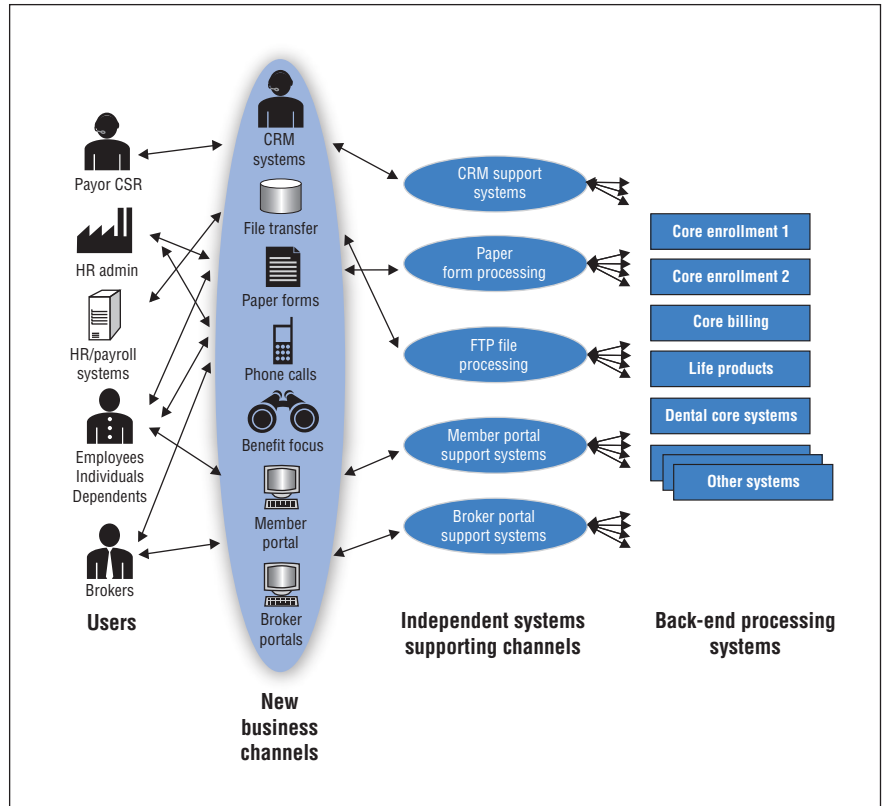 Payor CSR
HR admin
HR/payroll
systems
Employees
Individuals
Dependents
Brokers
Users
CRM
systems
File transfer
Paper forms
Phone calls
Benefit focus
Member
portal
Broker
portals
New
business
channels
CRM support
systems
Paper
form processing
FTP file
processing
Member portal
support systems
Broker portal
support systems
Independent systems
supporting channels
Core enrollment 1
Core enrollment 2
Core billing
Life products
Dental core systems
Other systems
Back-end processing
systems